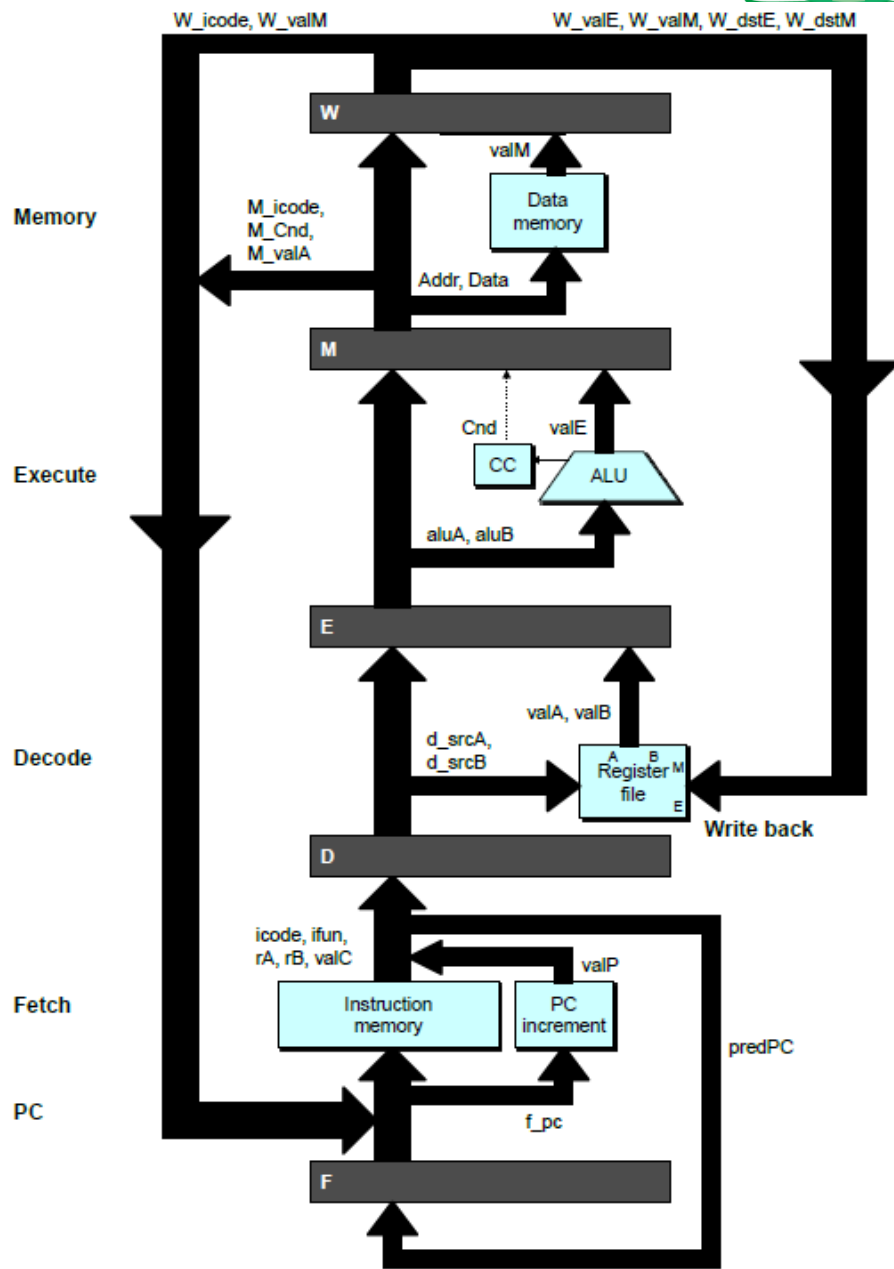 W_icode, W_valM
W_valE, W_valM, W_dstE, W_dstM
W
valM
Memory
Data
memory
M_icode,
M_Cnd,
M_valA
Addr, Data
M
Cnd
valE
CC
ALU
Execute
aluA, aluB
E
valA, valB
d_srcA,
d_srcB
Decode
A
B
M
Register
file
E
Write back
D
icode, ifun,
rA, rB, valC
valP
Fetch
Instruction
memory
PC
increment
predPC
PC
f_pc
F